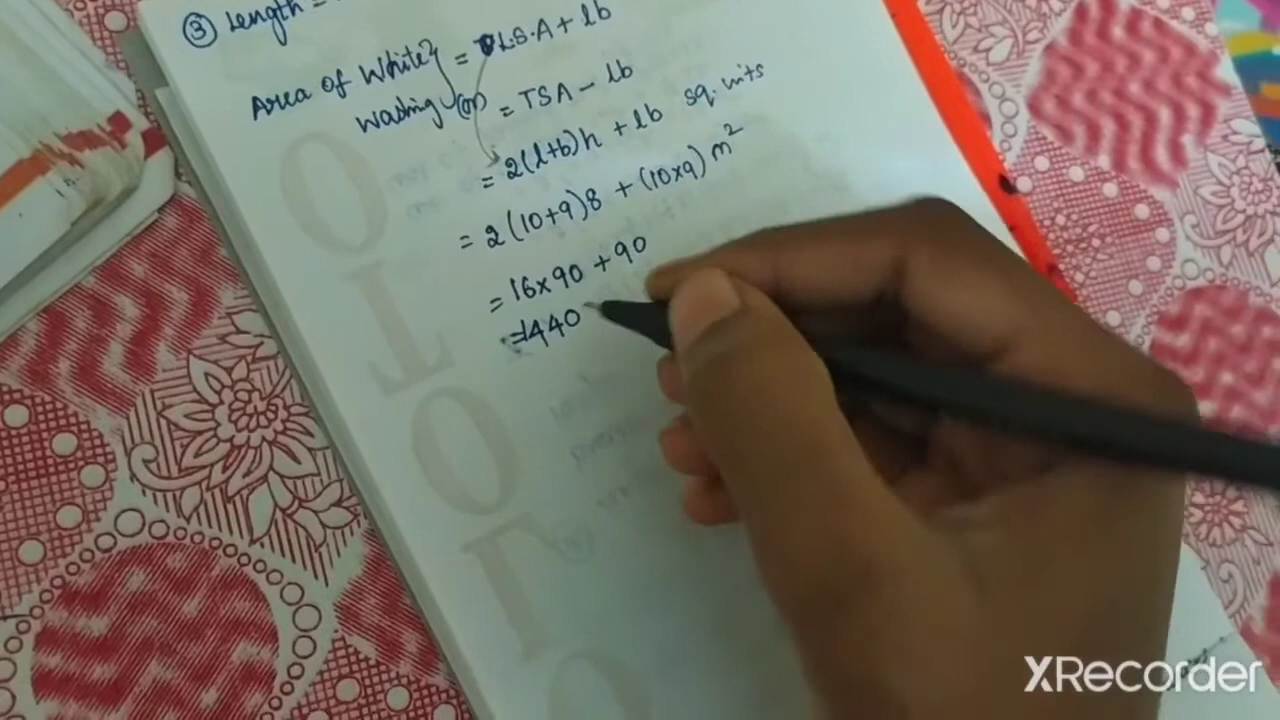 ③ Length =
Area of White} = L.S.A + lb
washing (or) = TSA - lb
= 2(l+b)h + lb sq. units
= 2(10+9)8 + (10×9) m²
= 16×90 + 90
=1440
XRecorder